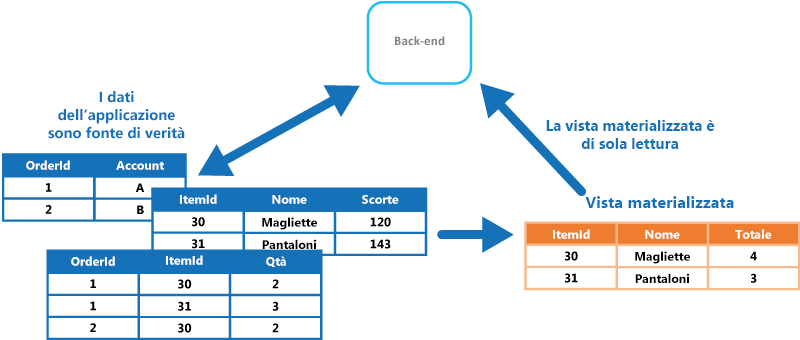 Back-end
I dati
dell'applicazione
sono fonte di verità
La vista materializzata è
di sola lettura
OrderId Account
1 A
2 B
ItemId Nome Scorte
30 Magliette 120
31 Pantaloni 143
OrderId ItemId Qtà
1 30 2
1 31 3
2 30 2
Vista materializzata
ItemId Nome Totale
30 Magliette 4
31 Pantaloni 3